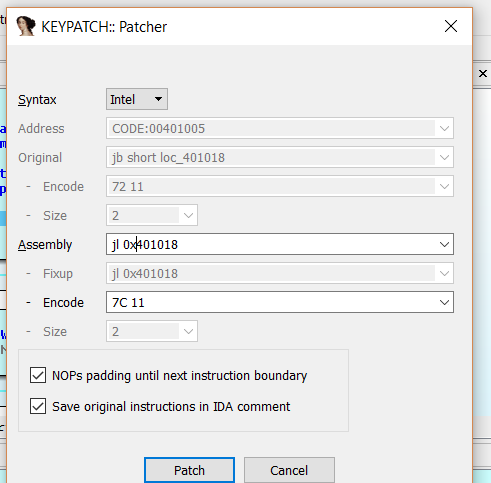 KEYPATCH:: Patcher
Syntax Intel
Address CODE:00401005
Original jb short loc_401018
- Encode 72 11
- Size 2
Assembly jl 0x401018
- Fixup jl 0x401018
- Encode 7C 11
- Size 2
NOPs padding until next instruction boundary
Save original instructions in IDA comment
Patch Cancel